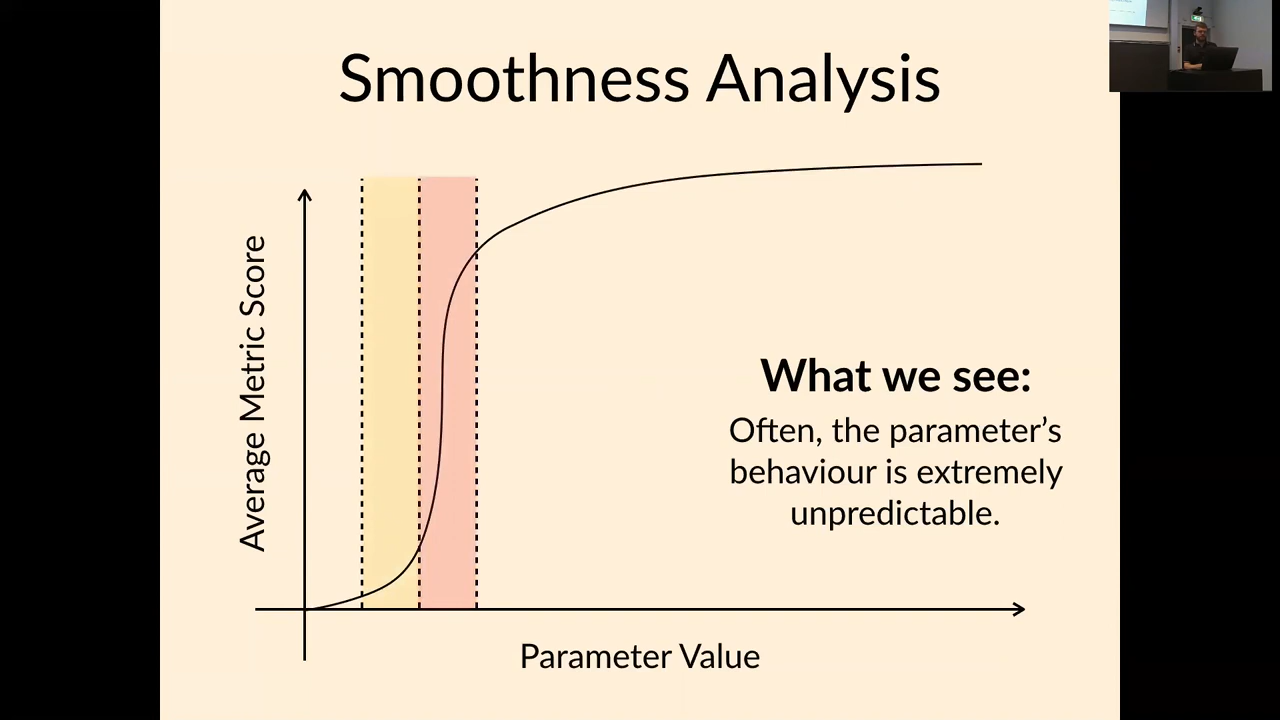 Smoothness Analysis
Average Metric Score
What we see:
Often, the parameter’s
behaviour is extremely
unpredictable.
Parameter Value